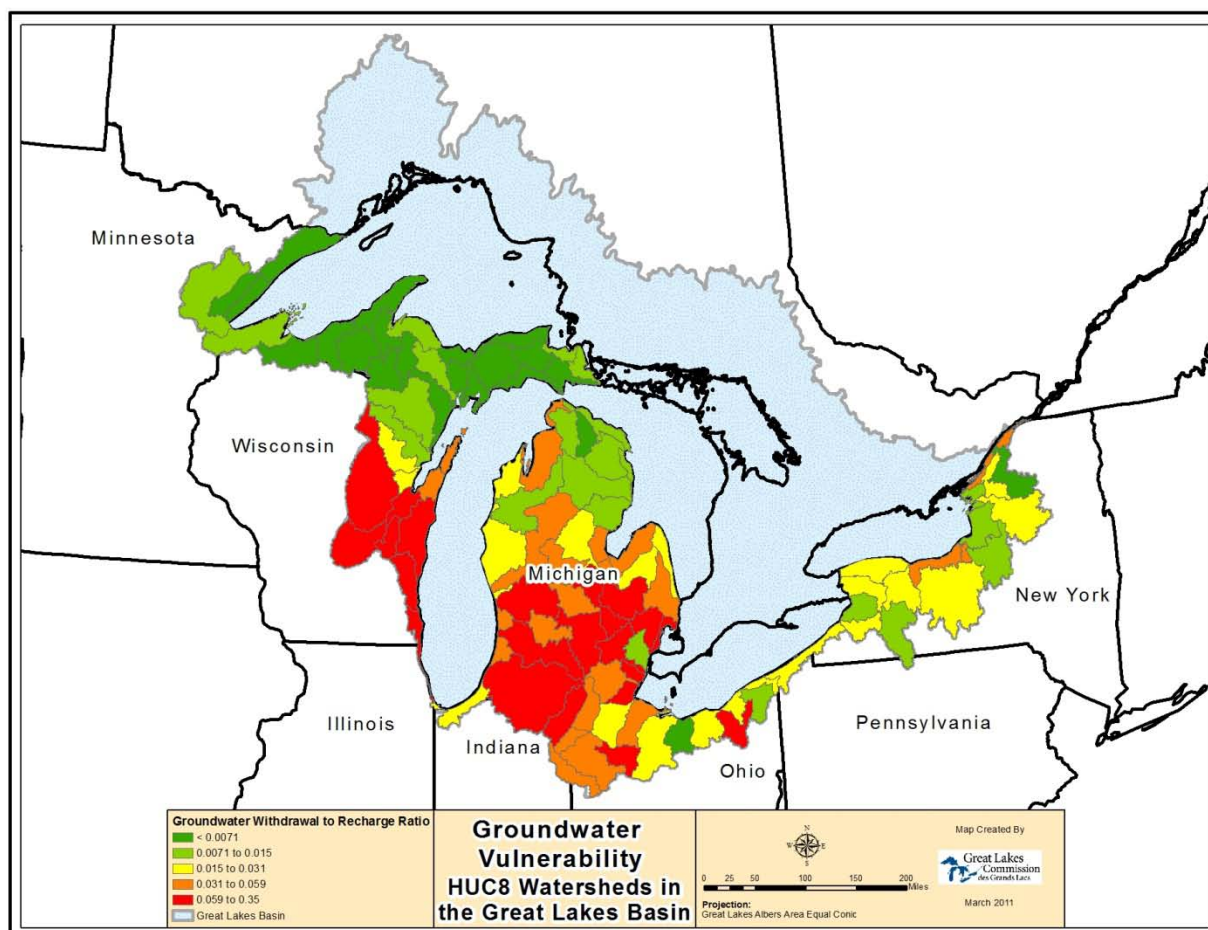 Minnesota
Wisconsin
Michigan
New York
Illinois
Indiana
Ohio
Pennsylvania
Groundwater Withdrawal to Recharge Ratio
< 0.0071
0.0071 to 0.015
0.015 to 0.031
0.031 to 0.059
0.059 to 0.35
Great Lakes Basin
Groundwater
Vulnerability
HUC8 Watersheds in
the Great Lakes Basin
N
W E
S
0 25 50 100 150 200
Miles
Projection:
Great Lakes Albers Area Equal Conic
Map Created By
Great Lakes
Commission
des Grands Lacs
March 2011